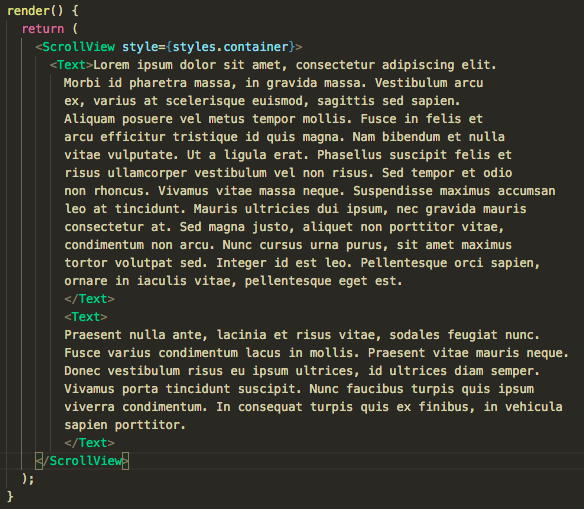 render() {
return (
<ScrollView style={styles.container}>
<Text>Lorem ipsum dolor sit amet, consectetur adipiscing elit.
Morbi id pharetra massa, in gravida massa. Vestibulum arcu
ex, varius at scelerisque euismod, sagittis sed sapien.
Aliquam posuere vel metus tempor mollis. Fusce in felis et
arcu efficitur tristique id quis magna. Nam bibendum et nulla
vitae vulputate. Ut a ligula erat. Phasellus suscipit felis et
risus ullamcorper vestibulum vel non risus. Sed tempor et odio
non rhoncus. Vivamus vitae massa neque. Suspendisse maximus accumsan
leo at tincidunt. Mauris ultricies dui ipsum, nec gravida mauris
consectetur at. Sed magna justo, aliquet non porttitor vitae,
condimentum non arcu. Nunc cursus urna purus, sit amet maximus
tortor volutpat sed. Integer id est leo. Pellentesque orci sapien,
ornare in iaculis vitae, pellentesque eget est.
</Text>
<Text>
Praesent nulla ante, lacinia et risus vitae, sodales feugiat nunc.
Fusce varius condimentum lacus in mollis. Praesent vitae mauris neque.
Donec vestibulum risus eu ipsum ultrices, id ultrices diam semper.
Vivamus porta tincidunt suscipit. Nunc faucibus turpis quis ipsum
viverra condimentum. In consequat turpis quis ex finibus, in vehicula
sapien porttitor.
</Text>
</ScrollView>
);
}